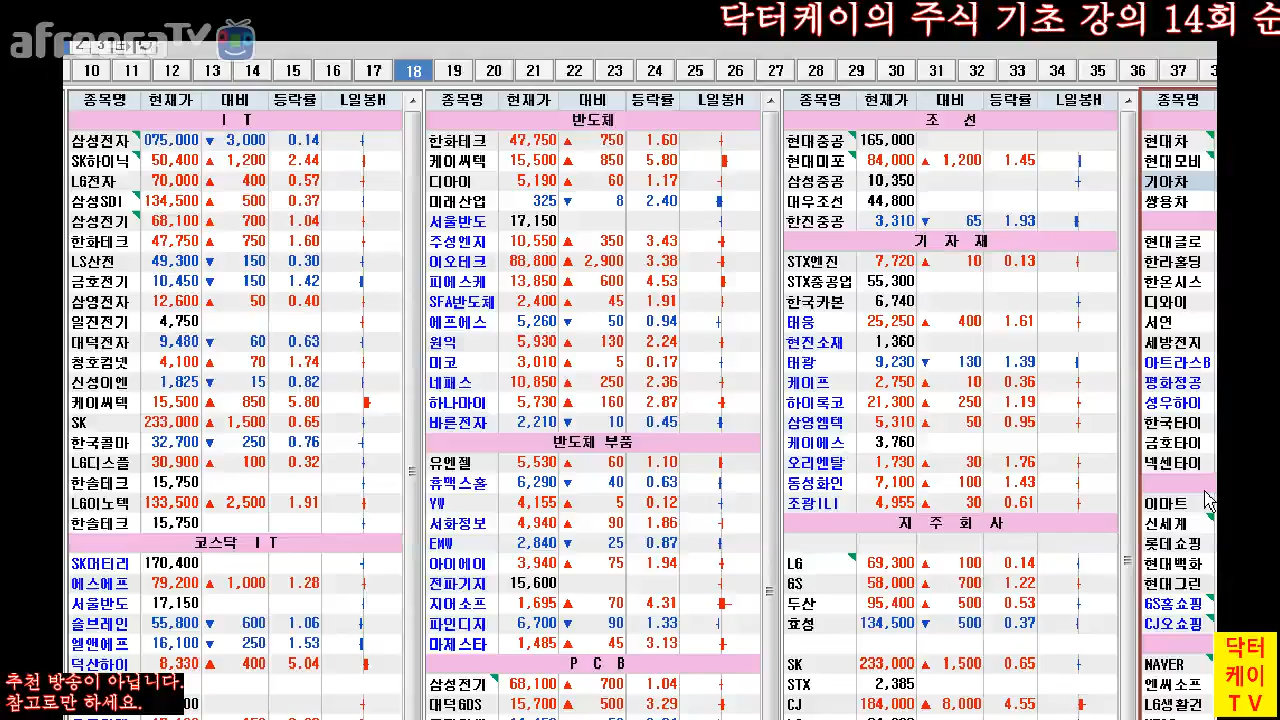 닥터케이의 주식 기초 강의 14회 순
afreecaTV
10 11 12 13 14 15 16 17 18 19 20 21 22 23 24 25 26 27 28 29 30 31 32 33 34 35 36 37
종목명 현재가 대비 등락률 L일봉H
I T
삼성전자 075,000 ▼ 3,000 0.14
SK하이닉 50,400 ▲ 1,200 2.44
LG전자 70,000 ▲ 400 0.57
삼성SDI 134,500 ▲ 500 0.37
삼성전기 68,100 ▲ 700 1.04
한화테크 47,750 ▲ 750 1.60
LS산전 49,300 ▼ 150 0.30
금호전기 10,450 ▼ 150 1.42
삼영전자 12,600 ▲ 50 0.40
일진전기 4,750
대덕전자 9,480 ▼ 60 0.63
청호컴넷 4,100 ▲ 70 1.74
신성이엔 1,825 ▼ 15 0.82
케이씨텍 15,500 ▲ 850 5.80
SK 233,000 ▲ 1,500 0.65
한국콜마 32,700 ▼ 250 0.76
LG디스플 30,900 ▲ 100 0.32
한솔테크 15,750
LG이노텍 133,500 ▲ 2,500 1.91
한솔테크 15,750
코스닥 I T
SK머티리 170,400
에스에프 79,200 ▲ 1,000 1.28
서울반도 17,150
솔브레인 55,800 ▼ 600 1.06
엘앤에프 16,100 ▼ 250 1.53
덕산하이 8,330 ▲ 400 5.04
종목명 현재가 대비 등락률 L일봉H
반도체
한화테크 47,750 ▲ 750 1.60
케이씨텍 15,500 ▲ 850 5.80
디아이 5,190 ▲ 60 1.17
미래산업 325 ▼ 8 2.40
서울반도 17,150
주성엔지 10,550 ▲ 350 3.43
이오테크 88,800 ▲ 2,900 3.38
피에스케 13,850 ▲ 600 4.53
SFA반도체 2,400 ▲ 45 1.91
에프에스 5,260 ▼ 50 0.94
원익 5,930 ▲ 130 2.24
미코 3,010 ▲ 5 0.17
네패스 10,850 ▲ 250 2.36
하나마이 5,730 ▲ 160 2.87
바른전자 2,210 ▼ 10 0.45
반도체 부품
유엔젤 5,530 ▲ 60 1.10
휴맥스홀 6,290 ▼ 40 0.63
YW 4,155 ▲ 5 0.12
서화정보 4,940 ▲ 90 1.86
EMW 2,840 ▼ 25 0.87
아이에이 3,940 ▲ 75 1.94
전파기지 15,600
지어소프 1,695 ▲ 70 4.31
파인디지 6,700 ▼ 90 1.33
마제스타 1,485 ▲ 45 3.13
P C B
삼성전기 68,100 ▲ 700 1.04
대덕GDS 15,700 ▲ 500 3.29
종목명 현재가 대비 등락률 L일봉H
조 선
현대중공 165,000
현대미포 84,000 ▲ 1,200 1.45
삼성중공 10,350
대우조선 44,800
한진중공 3,310 ▼ 65 1.93
기 자 재
STX엔진 7,720 ▲ 10 0.13
STX중공업 55,300
한국카본 6,740
태웅 25,250 ▲ 400 1.61
현진소재 1,360
태광 9,230 ▼ 130 1.39
케이프 2,750 ▲ 10 0.36
하이록코 21,300 ▲ 250 1.19
삼영엠텍 5,310 ▲ 50 0.95
케이에스 3,760
오리엔탈 1,730 ▲ 30 1.76
동성화인 7,100 ▲ 100 1.43
조광ILI 4,955 ▲ 30 0.61
지 주 회 사
LG 69,300 ▲ 100 0.14
GS 58,000 ▲ 700 1.22
두산 95,400 ▲ 500 0.53
효성 134,500 ▼ 500 0.37
SK 233,000 ▲ 1,500 0.65
STX 2,385
CJ 184,000 ▲ 8,000 4.55
종목명
현대차
현대모비
기아차
쌍용차
현대글로
한라홀딩
한온시스
디와이
서연
세방전지
아트라스B
평화정공
성우하이
한국타이
금호타이
넥센타이
이마트
신세계
롯데쇼핑
현대백화
현대그린
GS홈쇼핑
CJ오쇼핑
NAVER
엔씨소프
LG생활건
추천 방송이 아닙니다.
참고로만 하세요.
닥터
케이
T V